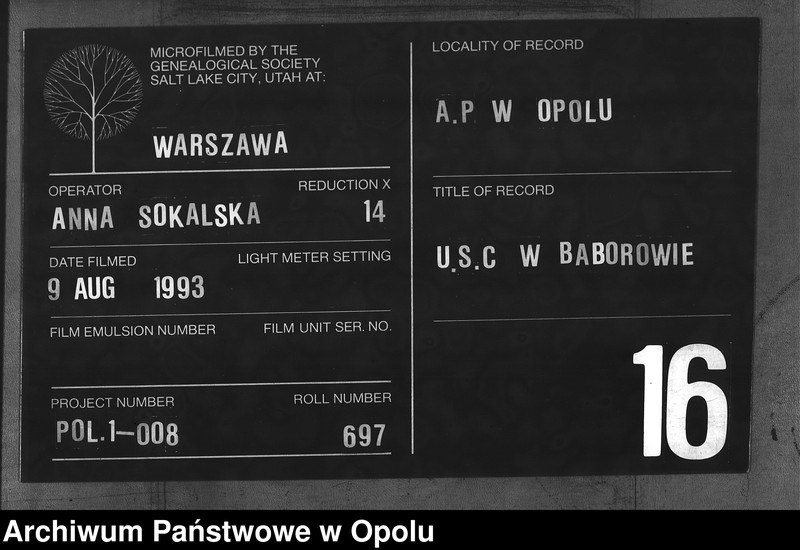 MICROFILMED BY THE
GENEALOGICAL SOCIETY
SALT LAKE CITY, UTAH AT:
WARSZAWA
OPERATOR
REDUCTION X
ANNA SOKALSKA
14
DATE FILMED
LIGHT METER SETTING
9 AUG 1993
FILM EMULSION NUMBER
FILM UNIT SER. NO.
PROJECT NUMBER
ROLL NUMBER
POL.1-008
697
LOCALITY OF RECORD
A.P W OPOLU
TITLE OF RECORD
U.S.C W BABOROWIE
16
Archiwum Państwowe w Opolu